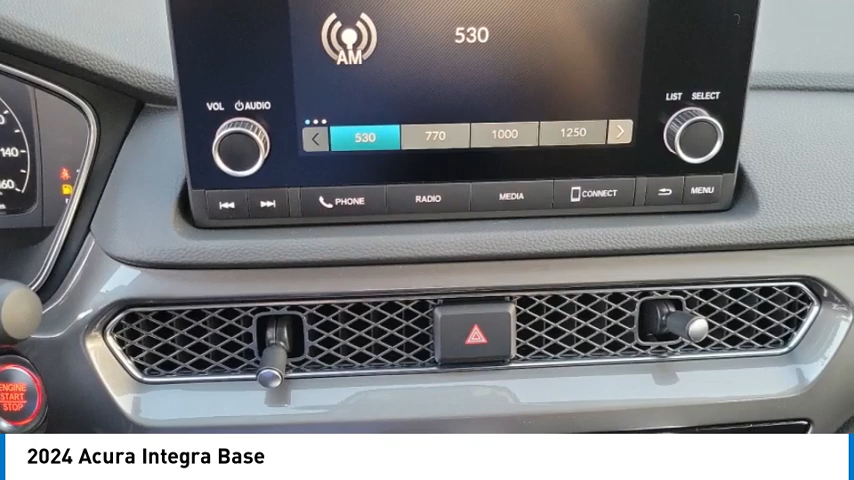 530
AM
VOL AUDIO
LIST SELECT
530 770 1000 1250
140
160
PHONE RADIO MEDIA CONNECT MENU
ENGINE
START
STOP
2024 Acura Integra Base